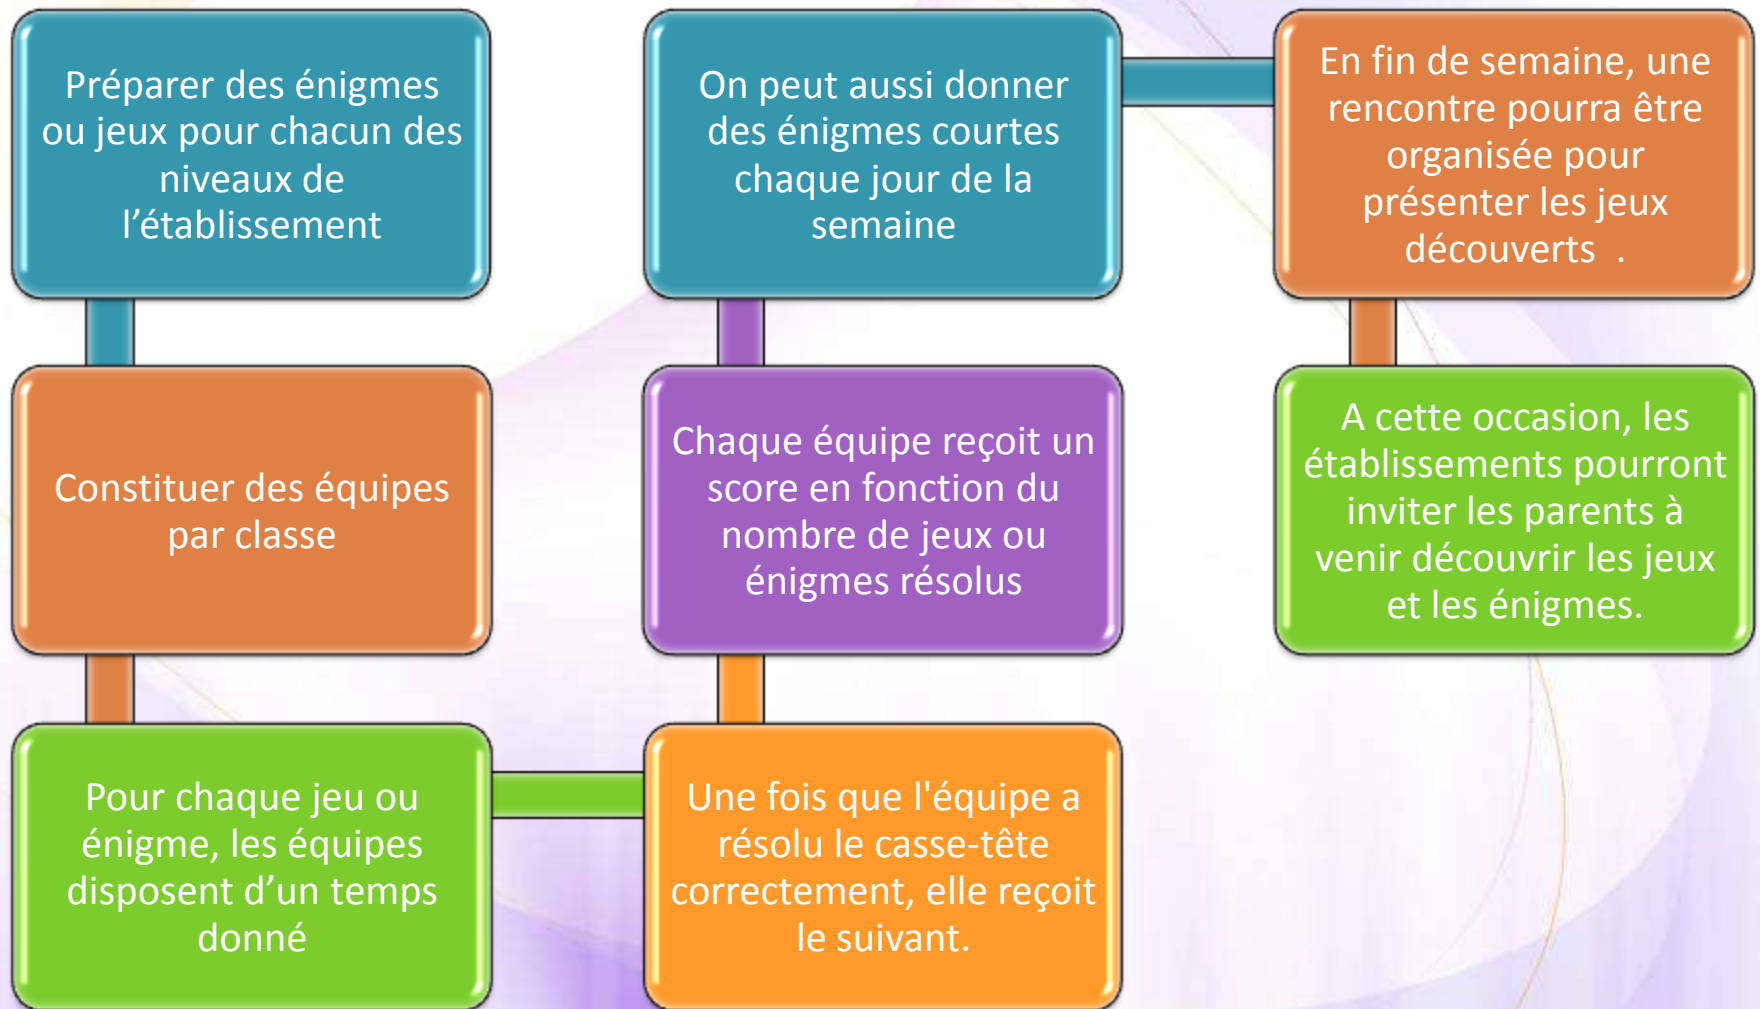 Préparer des énigmes
ou jeux pour chacun des
niveaux de
l’établissement
Constituer des équipes
par classe
Pour chaque jeu ou
énigme, les équipes
disposent d’un temps
donné
Une fois que l'équipe a
résolu le casse-tête
correctement, elle reçoit
le suivant.
Chaque équipe reçoit un
score en fonction du
nombre de jeux ou
énigmes résolus
On peut aussi donner
des énigmes courtes
chaque jour de la
semaine
En fin de semaine, une
rencontre pourra être
organisée pour
présenter les jeux
découverts  .
A cette occasion, les
établissements pourront
inviter les parents à
venir découvrir les jeux
et les énigmes.